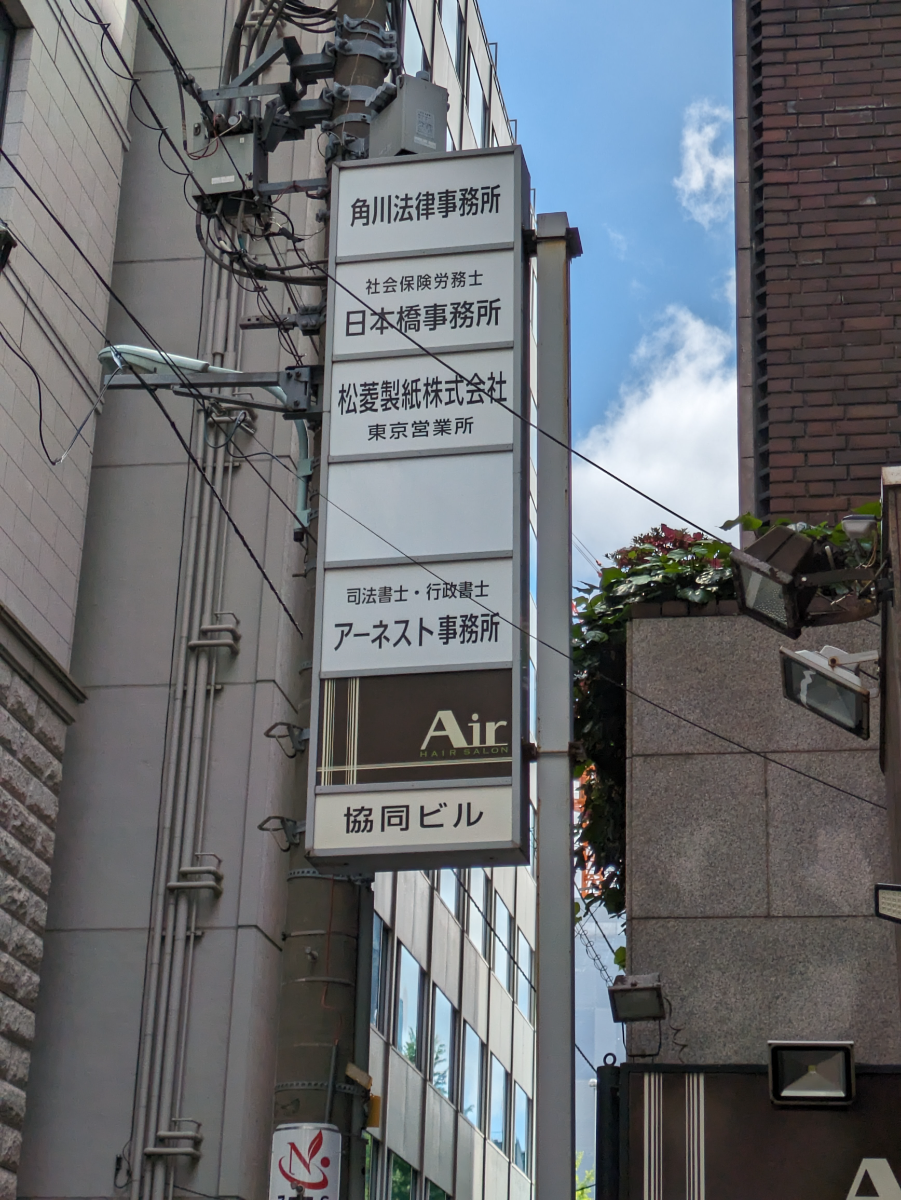 角川法律事務所
社会保険労務士
日本橋事務所
松菱製紙株式会社
東京営業所
司法書士・行政書士
アーネスト事務所
Air
HAIR SALON
協同ビル
N
A